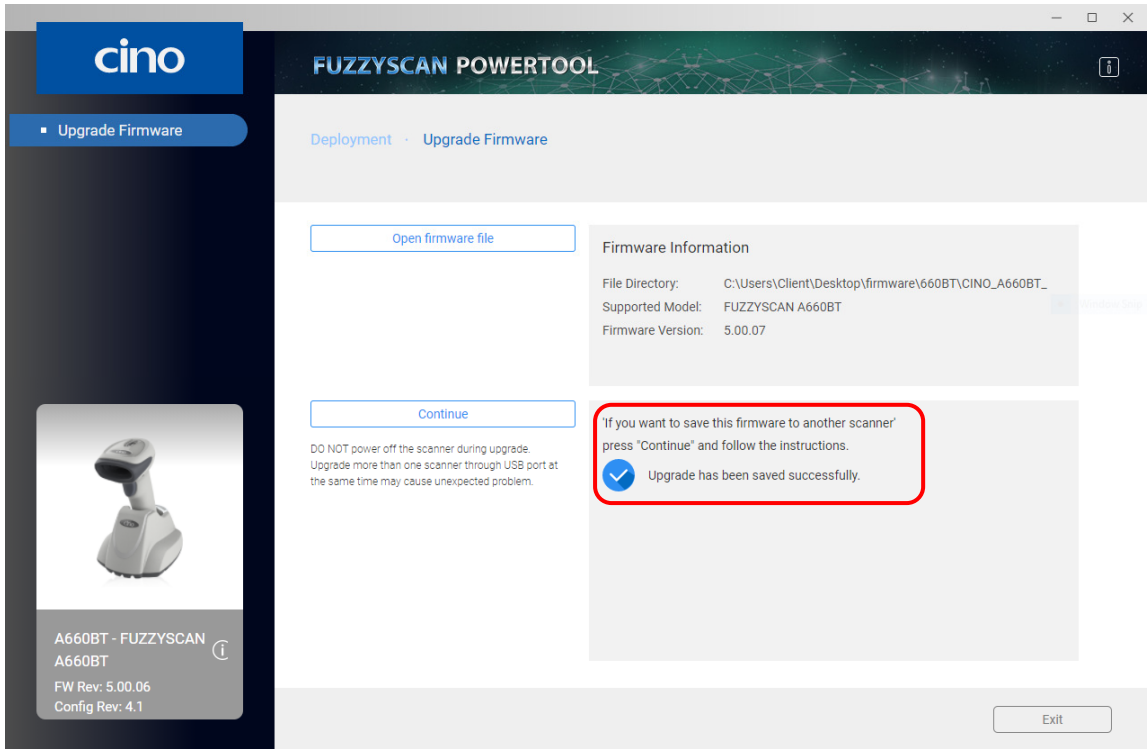 cino
FUZZYSCAN POWERTOOL
Upgrade Firmware
Deployment · Upgrade Firmware
Open firmware file
Firmware Information
File Directory: C:\Users\Client\Desktop\firmware\660BT\CINO_A660BT_
Supported Model: FUZZYSCAN A660BT
Firmware Version: 5.00.07
Continue
DO NOT power off the scanner during upgrade.
Upgrade more than one scanner through USB port at
the same time may cause unexpected problem.
'If you want to save this firmware to another scanner'
press "Continue" and follow the instructions.
Upgrade has been saved successfully.
A660BT - FUZZYSCAN
A660BT
FW Rev: 5.00.06
Config Rev: 4.1
Exit